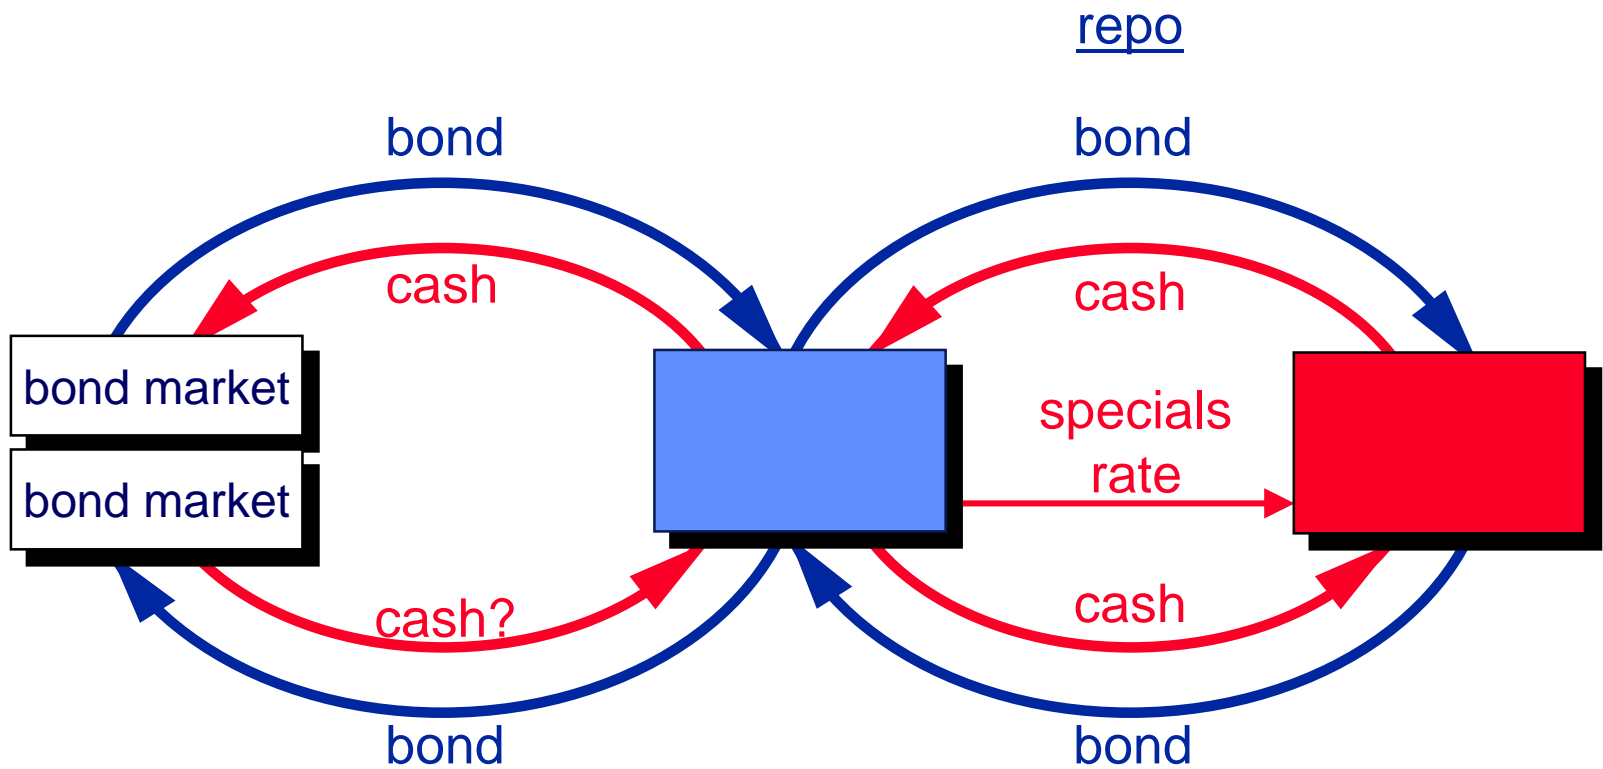 repo
bond
bond
cash
cash
bond market
specials
rate
bond market
cash?
cash
bond
bond